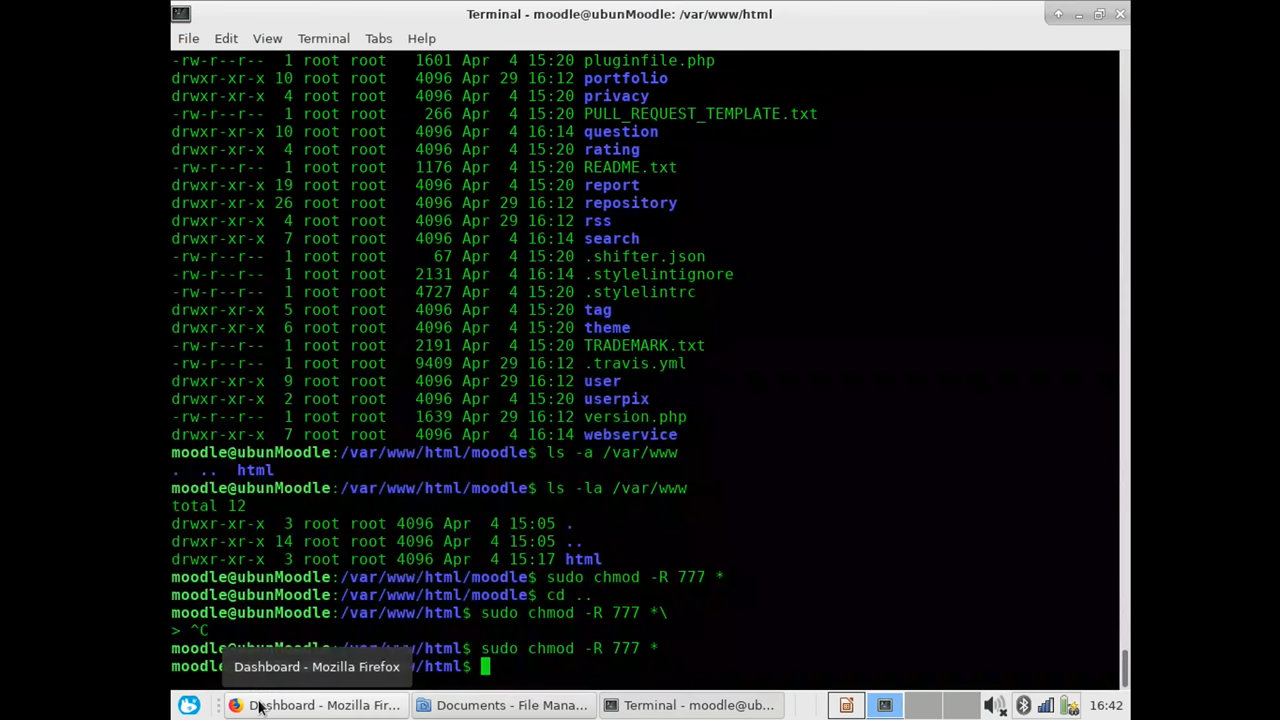 Terminal - moodle@ubunMoodle: /var/www/html
File Edit View Terminal Tabs Help
-rw-r--r-- 1 root root 1601 Apr 4 15:20 pluginfile.php
drwxr-xr-x 10 root root 4096 Apr 29 16:12 portfolio
drwxr-xr-x 4 root root 4096 Apr 4 15:20 privacy
-rw-r--r-- 1 root root 266 Apr 4 15:20 PULL_REQUEST_TEMPLATE.txt
drwxr-xr-x 10 root root 4096 Apr 4 16:14 question
drwxr-xr-x 4 root root 4096 Apr 4 15:20 rating
-rw-r--r-- 1 root root 1176 Apr 4 15:20 README.txt
drwxr-xr-x 19 root root 4096 Apr 4 15:20 report
drwxr-xr-x 26 root root 4096 Apr 29 16:12 repository
drwxr-xr-x 4 root root 4096 Apr 29 16:12 rss
drwxr-xr-x 7 root root 4096 Apr 4 16:14 search
-rw-r--r-- 1 root root 67 Apr 4 15:20 .shifter.json
-rw-r--r-- 1 root root 2131 Apr 4 16:14 .stylelintignore
-rw-r--r-- 1 root root 4727 Apr 4 15:20 .stylelintrc
drwxr-xr-x 5 root root 4096 Apr 4 15:20 tag
drwxr-xr-x 6 root root 4096 Apr 4 15:20 theme
-rw-r--r-- 1 root root 2191 Apr 4 15:20 TRADEMARK.txt
-rw-r--r-- 1 root root 9409 Apr 29 16:12 .travis.yml
drwxr-xr-x 9 root root 4096 Apr 29 16:12 user
drwxr-xr-x 2 root root 4096 Apr 4 15:20 userpix
-rw-r--r-- 1 root root 1639 Apr 29 16:12 version.php
drwxr-xr-x 7 root root 4096 Apr 4 16:14 webservice
moodle@ubunMoodle:/var/www/html/moodle$ ls -a /var/www
. .. html
moodle@ubunMoodle:/var/www/html/moodle$ ls -la /var/www
total 12
drwxr-xr-x 3 root root 4096 Apr 4 15:05 .
drwxr-xr-x 14 root root 4096 Apr 4 15:05 ..
drwxr-xr-x 3 root root 4096 Apr 4 15:17 html
moodle@ubunMoodle:/var/www/html/moodle$ sudo chmod -R 777 *
moodle@ubunMoodle:/var/www/html/moodle$ cd ..
moodle@ubunMoodle:/var/www/html$ sudo chmod -R 777 *\
> ^C
moodle@ubunMoodle:/var/www/html$ sudo chmod -R 777 *
moodle /html$
Dashboard - Mozilla Firefox
Dashboard - Mozilla Fir... Documents - File Mana... Terminal - moodle@ub... 16:42